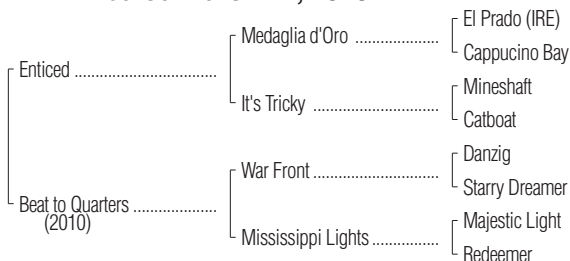 El Prado (IRE)
Medaglia d'Oro ....................
Cappucino Bay
Enticed ..................................
Mineshaft
It's Tricky ..............................
Catboat
Danzig
War Front ..............................
Starry Dreamer
Beat to Quarters ....................
(2010)
Majestic Light
Mississippi Lights ................
Redeemer